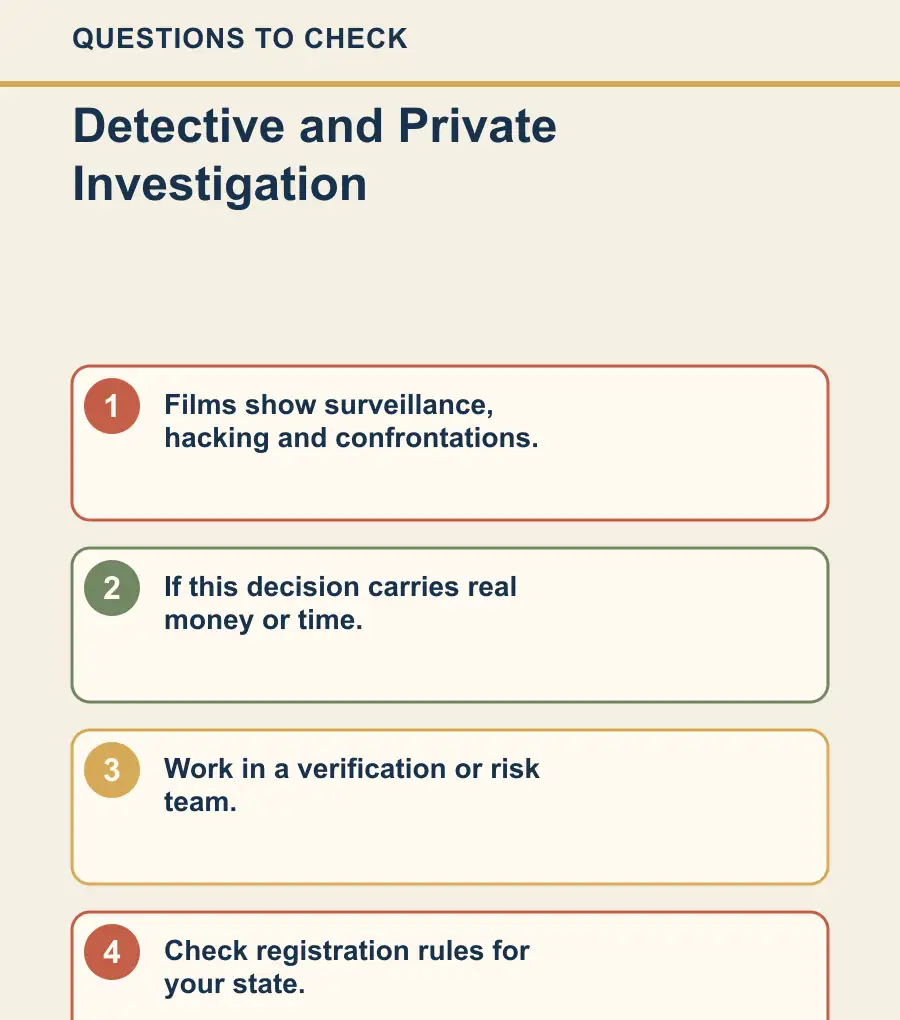 QUESTIONS TO CHECK
Detective and Private
Investigation
1
Films show surveillance,
hacking and confrontations.
2
If this decision carries real
money or time.
3
Work in a verification or risk
team.
4
Check registration rules for
your state.